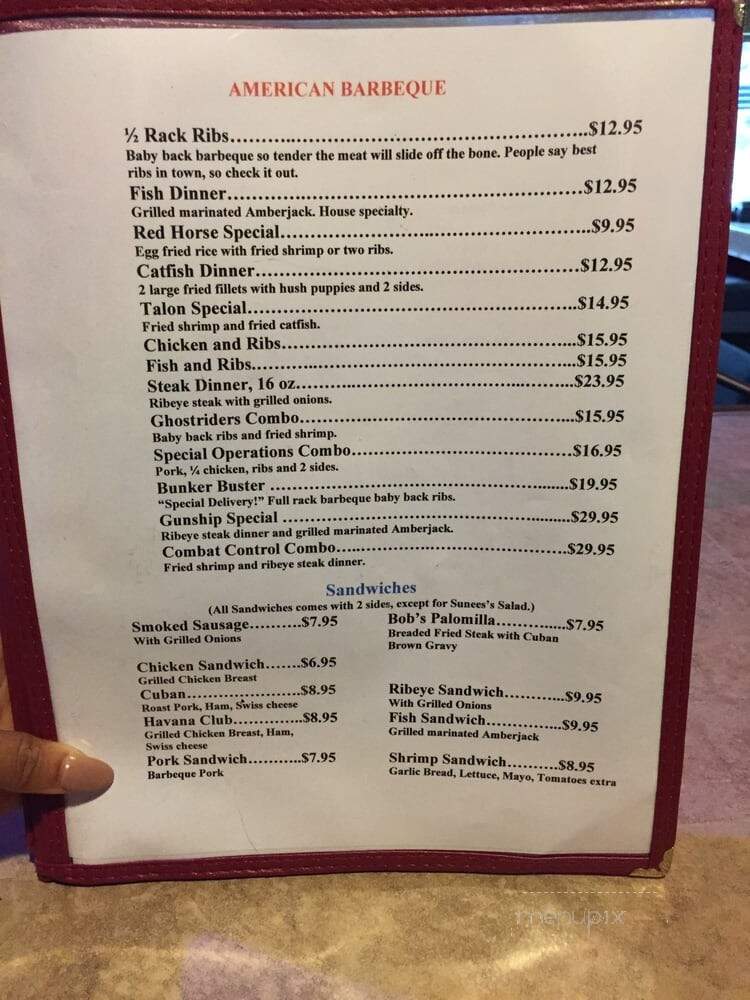 AMERICAN BARBEQUE
½ Rack Ribs.................................................................$12.95
Baby back barbeque so tender the meat will slide off the bone. People say best
ribs in town, so check it out.
Fish Dinner.................................................................$12.95
Grilled marinated Amberjack. House specialty.
Red Horse Special........................................................$9.95
Egg fried rice with fried shrimp or two ribs.
Catfish Dinner.............................................................$12.95
2 large fried fillets with hush puppies and 2 sides.
Talon Special...............................................................$14.95
Fried shrimp and fried catfish.
Chicken and Ribs.........................................................$15.95
Fish and Ribs...............................................................$15.95
Steak Dinner, 16 oz......................................................$23.95
Ribeye steak with grilled onions.
Ghostriders Combo......................................................$15.95
Baby back ribs and fried shrimp.
Special Operations Combo...........................................$16.95
Pork, ¼ chicken, ribs and 2 sides.
Bunker Buster ............................................................$19.95
“Special Delivery!” Full rack barbeque baby back ribs.
Gunship Special ..........................................................$29.95
Ribeye steak dinner and grilled marinated Amberjack.
Combat Control Combo..............................................$29.95
Fried shrimp and ribeye steak dinner.
Sandwiches
(All Sandwiches comes with 2 sides, except for Sunees's Salad.)
Smoked Sausage...........$7.95
With Grilled Onions
Chicken Sandwich.......$6.95
Grilled Chicken Breast
Cuban.........................$8.95
Roast Pork, Ham, Swiss cheese
Havana Club...............$8.95
Grilled Chicken Breast, Ham,
Swiss cheese
Pork Sandwich...........$7.95
Barbeque Pork
Bob's Palomilla...............$7.95
Breaded Fried Steak with Cuban
Brown Gravy
Ribeye Sandwich.............$9.95
With Grilled Onions
Fish Sandwich.................$9.95
Grilled marinated Amberjack
Shrimp Sandwich..........$8.95
Garlic Bread, Lettuce, Mayo, Tomatoes extra
menupix